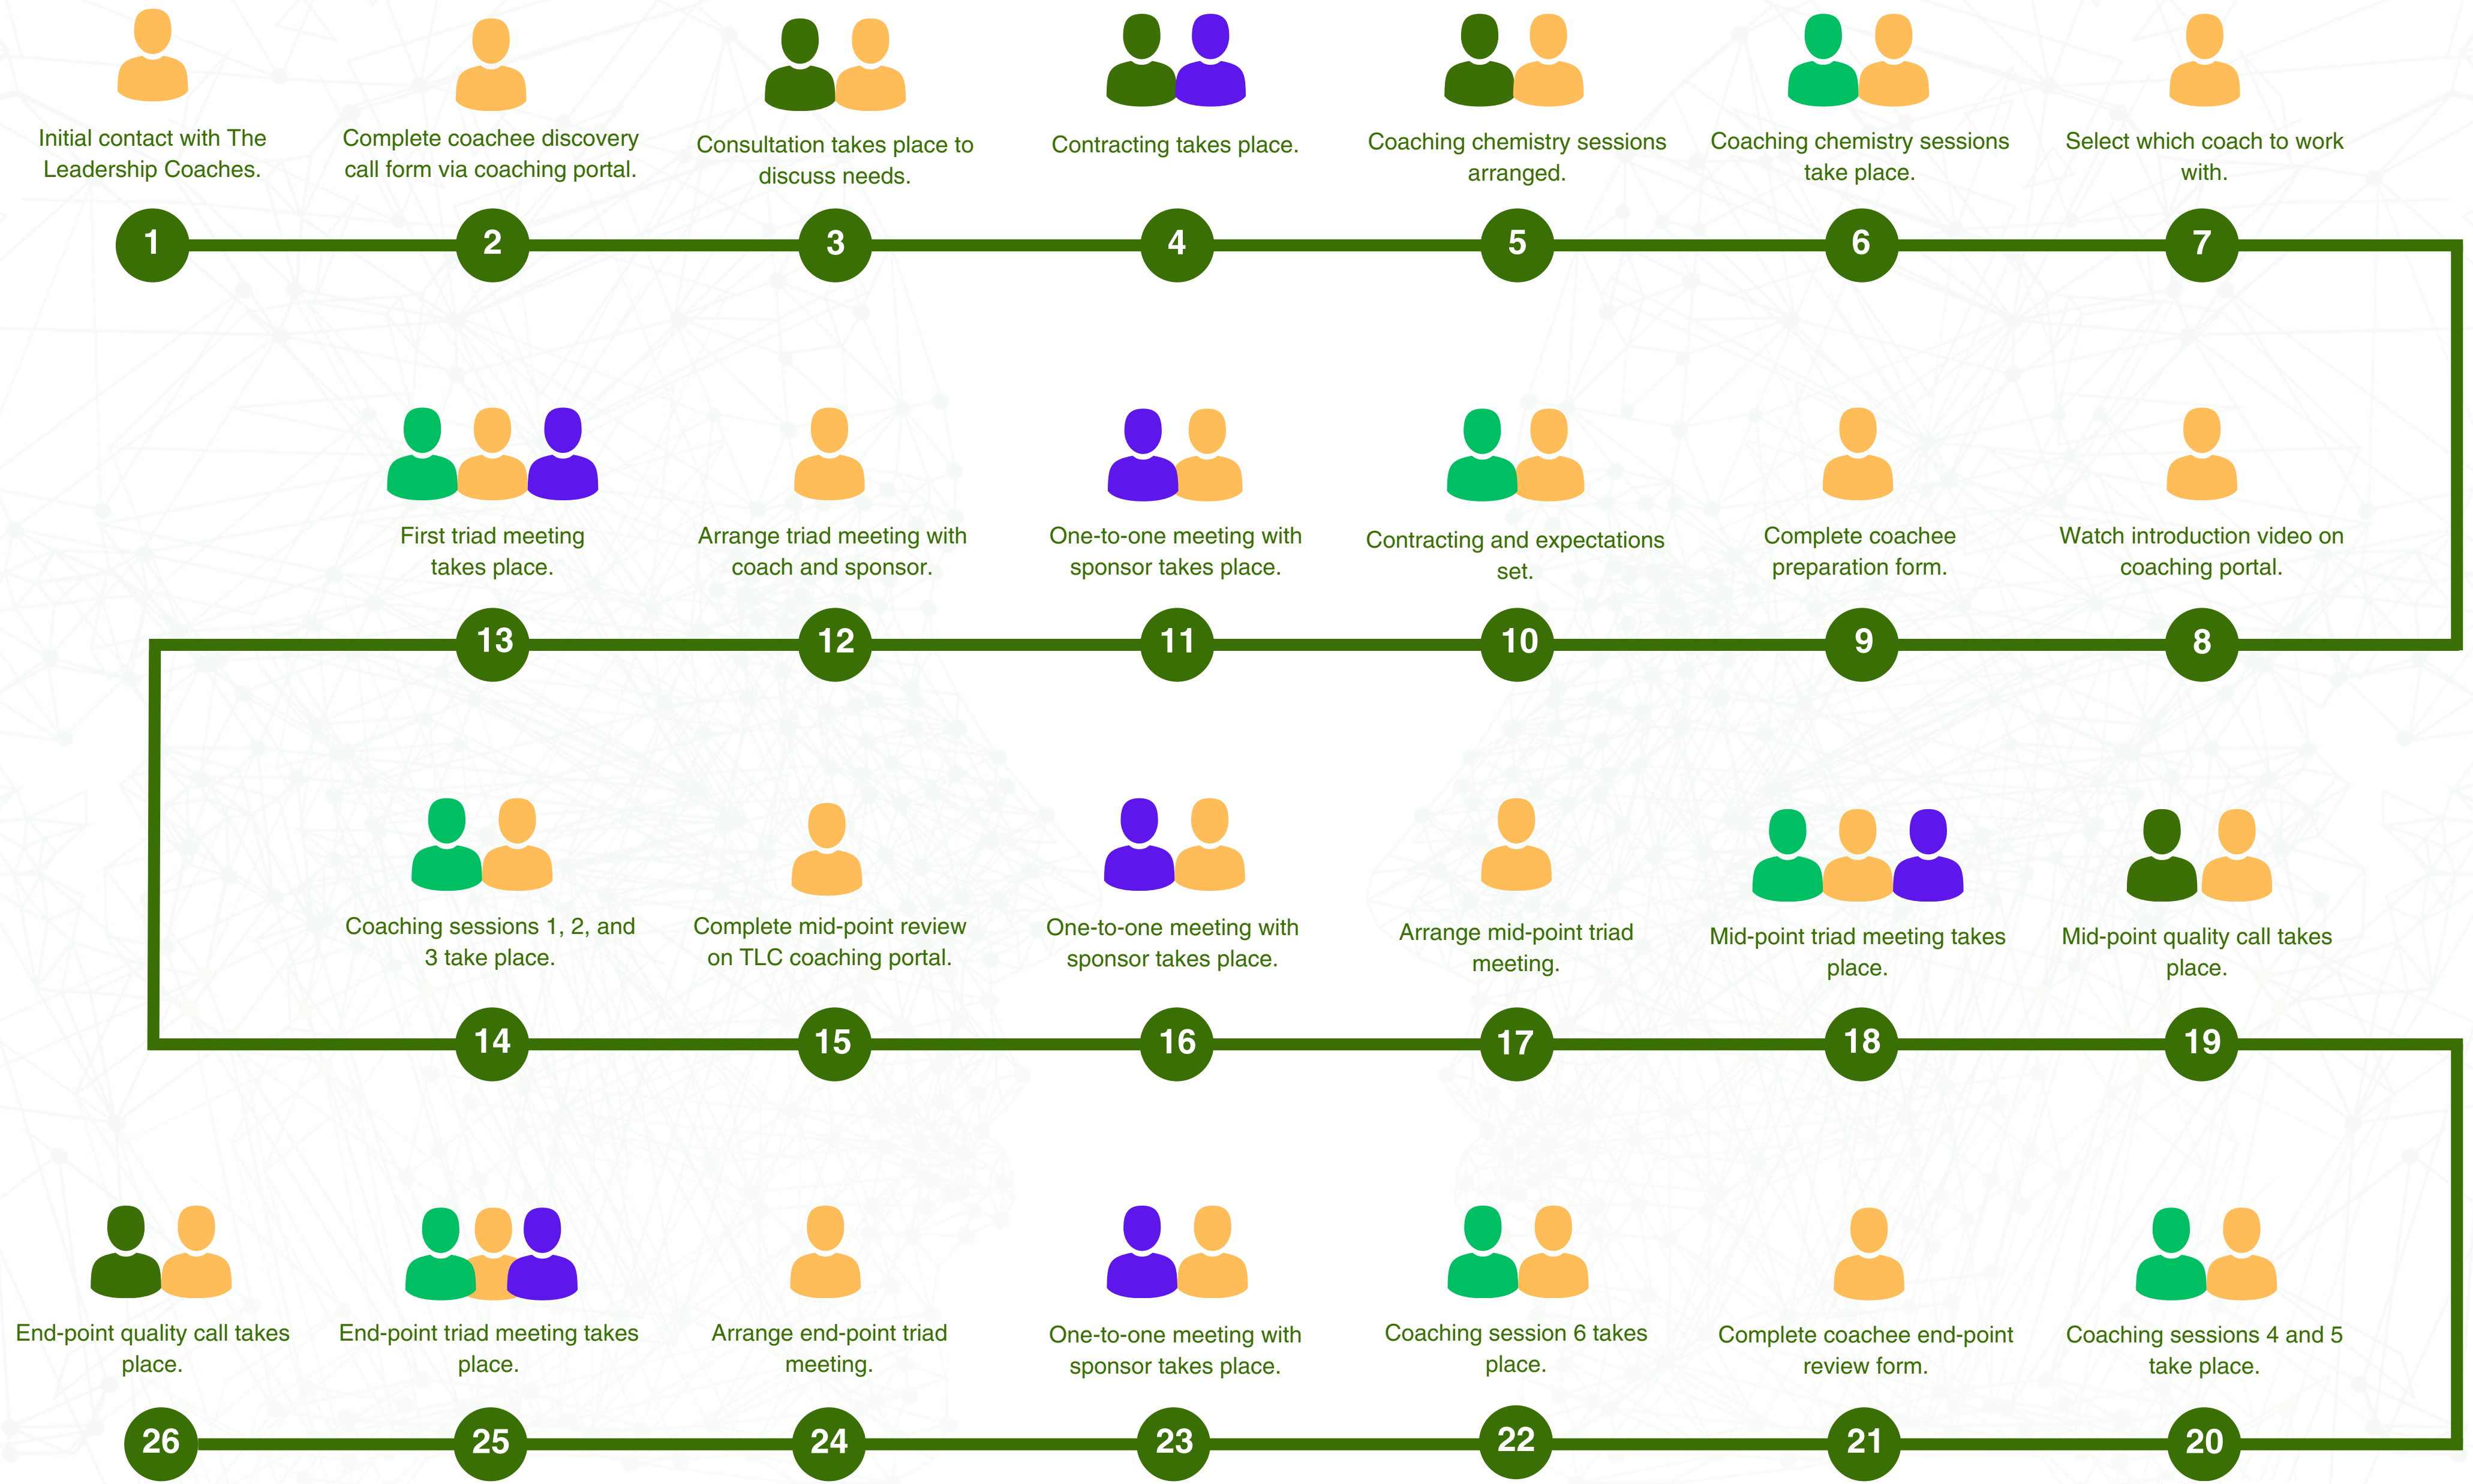 Initial contact with The
Leadership Coaches.
1
Complete coachee discovery
call form via coaching portal.
2
Consultation takes place to
discuss needs.
3
Contracting takes place.
4
Coaching chemistry sessions
arranged.
5
Coaching chemistry sessions
take place.
6
Select which coach to work
with.
7
Watch introduction video on
coaching portal.
8
Complete coachee
preparation form.
9
Contracting and expectations
set.
10
One-to-one meeting with
sponsor takes place.
11
Arrange triad meeting with
coach and sponsor.
12
First triad meeting
takes place.
13
Coaching sessions 1, 2, and
3 take place.
14
Complete mid-point review
on TLC coaching portal.
15
One-to-one meeting with
sponsor takes place.
16
Arrange mid-point triad
meeting.
17
Mid-point triad meeting takes
place.
18
Mid-point quality call takes
place.
19
Coaching sessions 4 and 5
take place.
20
Complete coachee end-point
review form.
21
Coaching session 6 takes
place.
22
One-to-one meeting with
sponsor takes place.
23
Arrange end-point triad
meeting.
24
End-point triad meeting takes
place.
25
End-point quality call takes
place.
26